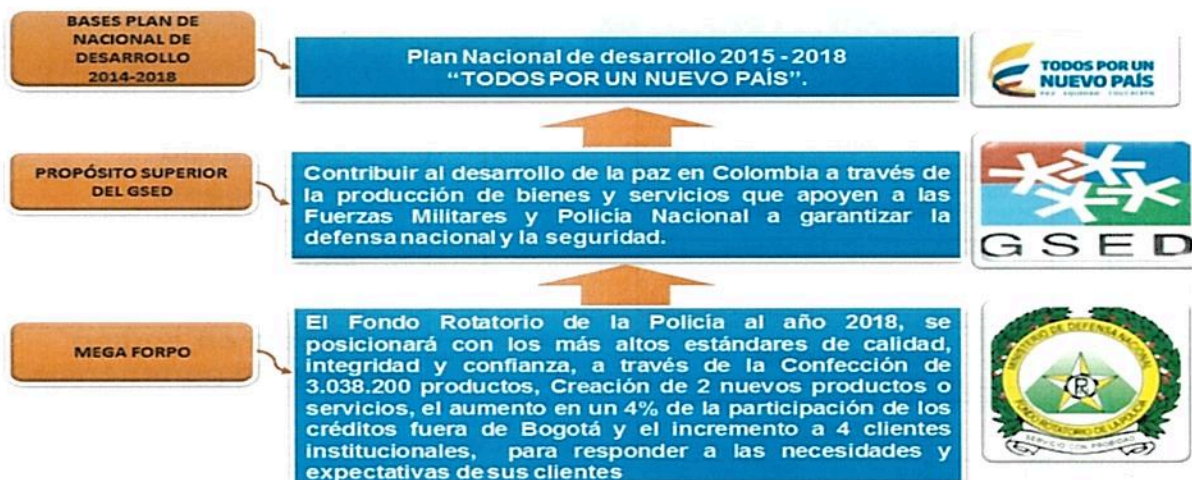 BASES PLAN DE
NACIONAL DE
DESARROLLO
2014-2018
Plan Nacional de desarrollo 2015 - 2018
“TODOS POR UN NUEVO PAÍS”.
TODOS POR UN
NUEVO PAÍS
PAZ EQUIDAD EDUCACIÓN
PROPÓSITO SUPERIOR
DEL GSED
Contribuir al desarrollo de la paz en Colombia a través de
la producción de bienes y servicios que apoyen a las
Fuerzas Militares y Policía Nacional a garantizar la
defensa nacional y la seguridad.
GSED
MEGA FORPO
El Fondo Rotatorio de la Policía al año 2018, se
posicionará con los más altos estándares de calidad,
integridad y confianza, a través de la Confección de
3.038.200 productos, Creación de 2 nuevos productos o
servicios, el aumento en un 4% de la participación de los
créditos fuera de Bogotá y el incremento a 4 clientes
institucionales, para responder a las necesidades y
expectativas de sus clientes
MINISTERIO DE DEFENSA NACIONAL
FONDO ROTATORIO DE LA POLICIA
SERVICIO CON PROBIDAD